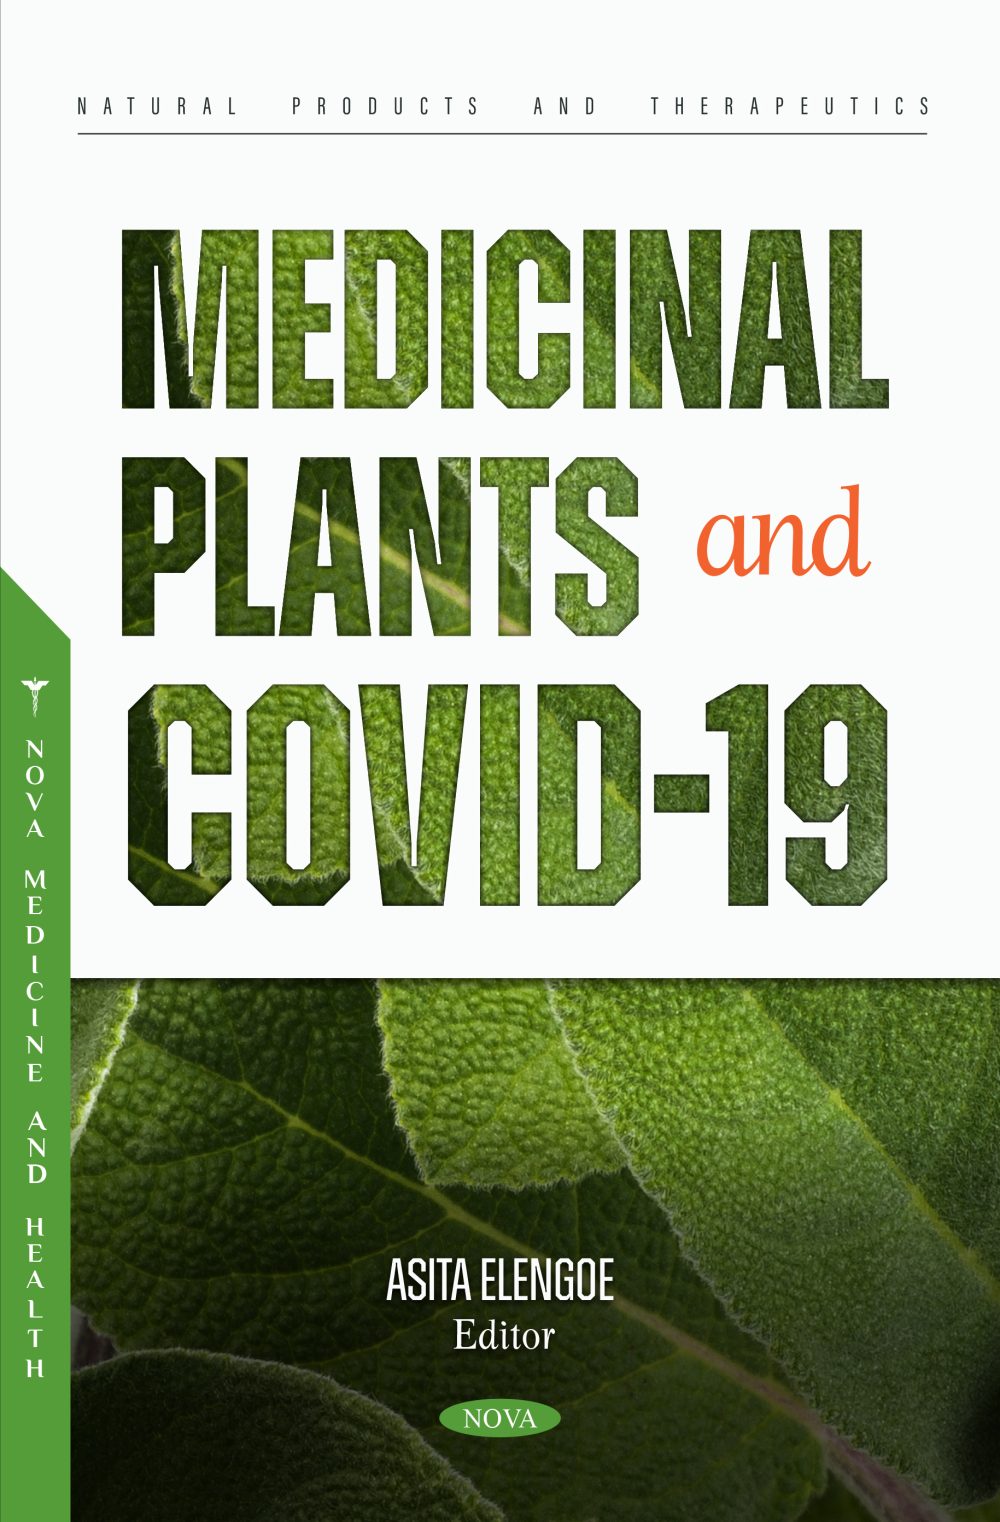 NATURAL PRODUCTS AND THERAPEUTICS
MEDICINAL
PLANTS and
COVID-19
NOVA MEDICINE AND HEALTH
ASITA ELENGOE
Editor
NOVA